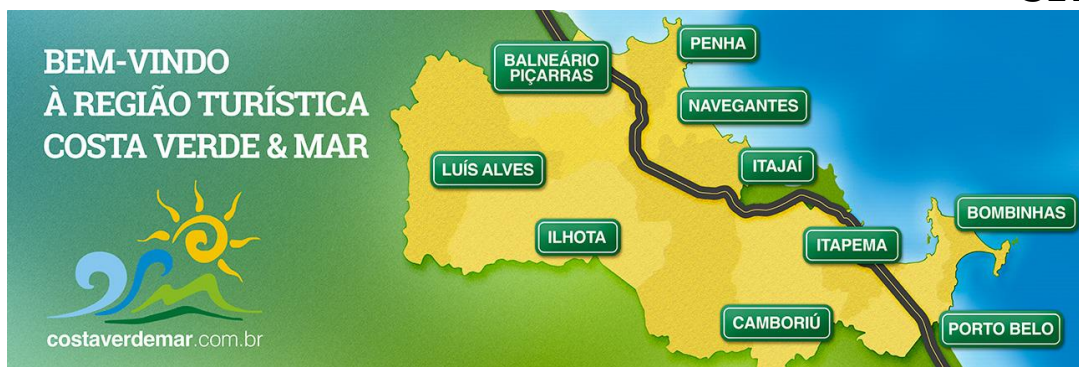 BEM-VINDO
À REGIÃO TURÍSTICA
COSTA VERDE & MAR
costaverdemar.com.br
PENHA
BALNEÁRIO
PIÇARRAS
NAVEGANTES
LUÍS ALVES
ITAJAÍ
BOMBINHAS
ILHOTA
ITAPEMA
CAMBORIÚ
PORTO BELO